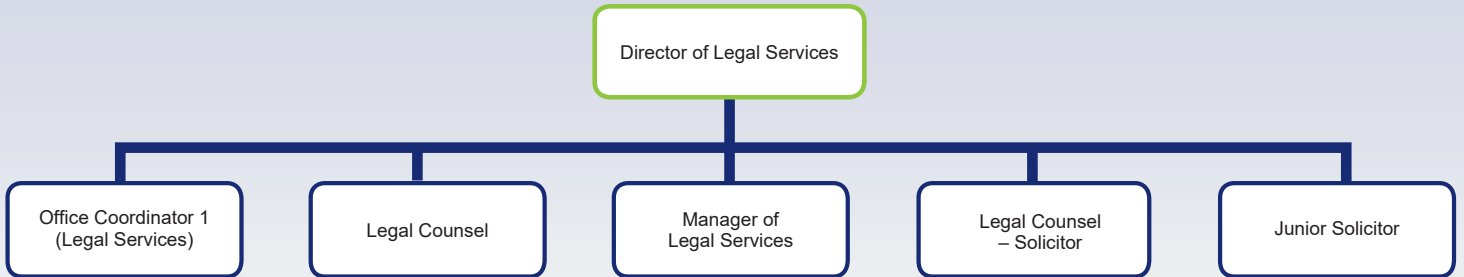 Director of Legal Services
Office Coordinator 1
(Legal Services)
Legal Counsel
Manager of
Legal Services
Legal Counsel
– Solicitor
Junior Solicitor